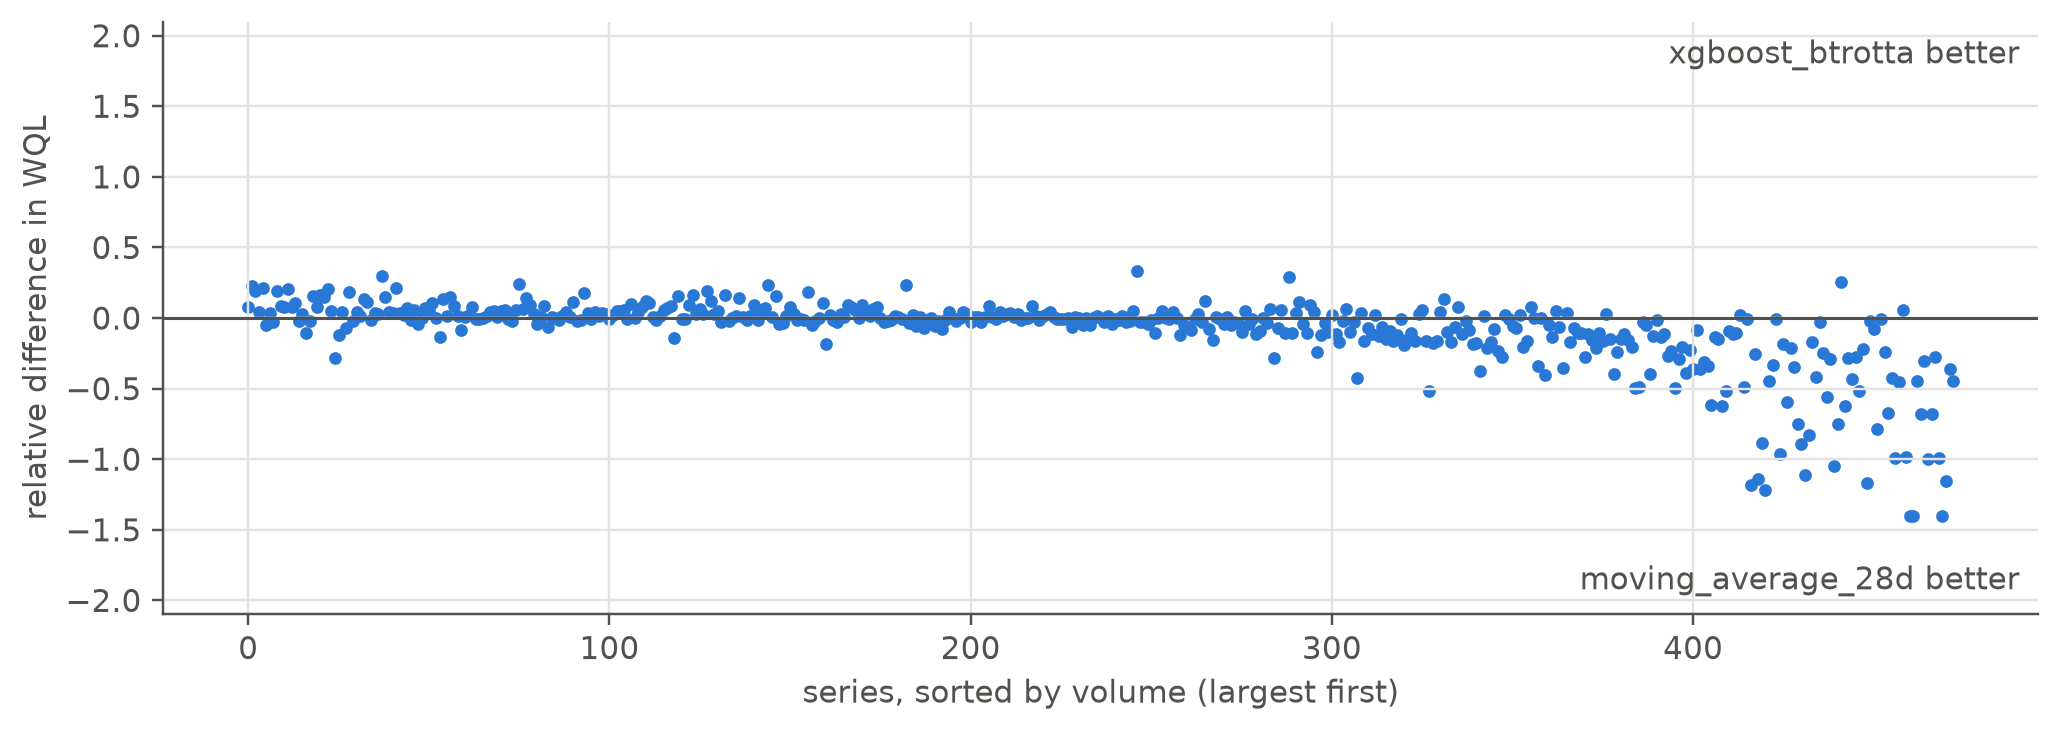 relative difference in WQL
2.0
1.5
1.0
0.5
0.0
−0.5
−1.0
−1.5
−2.0
xgboost_btrotta better
moving_average_28d better
0 100 200 300 400
series, sorted by volume (largest first)